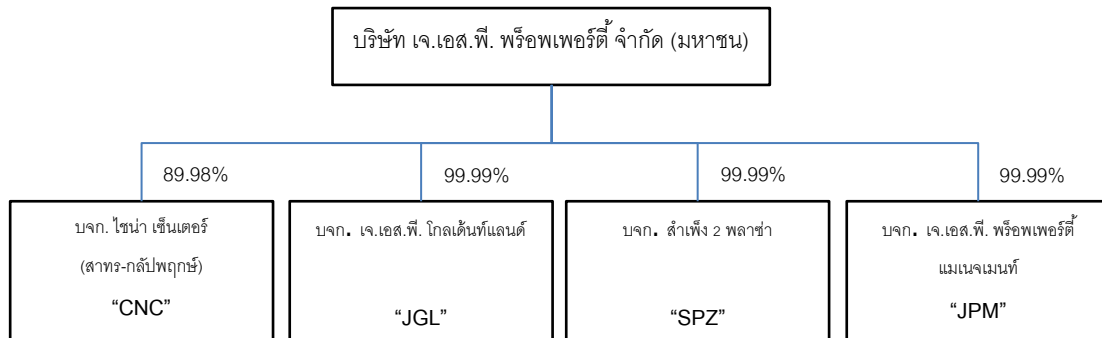 บริษัท เจ.เอส.พี. พร็อพเพอร์ตี้ จำกัด (มหาชน)
89.98%
99.99%
99.99%
99.99%
บจก. ไชน่า เซ็นเตอร์
(สาทร-กลัปพฤกษ์)
“CNC”
บจก. เจ.เอส.พี. โกลเด้นท์แลนด์
“JGL”
บจก. สำเพ็ง 2 พลาซ่า
“SPZ”
บจก. เจ.เอส.พี. พร็อพเพอร์ตี้
แมเนจเมนท์
“JPM”